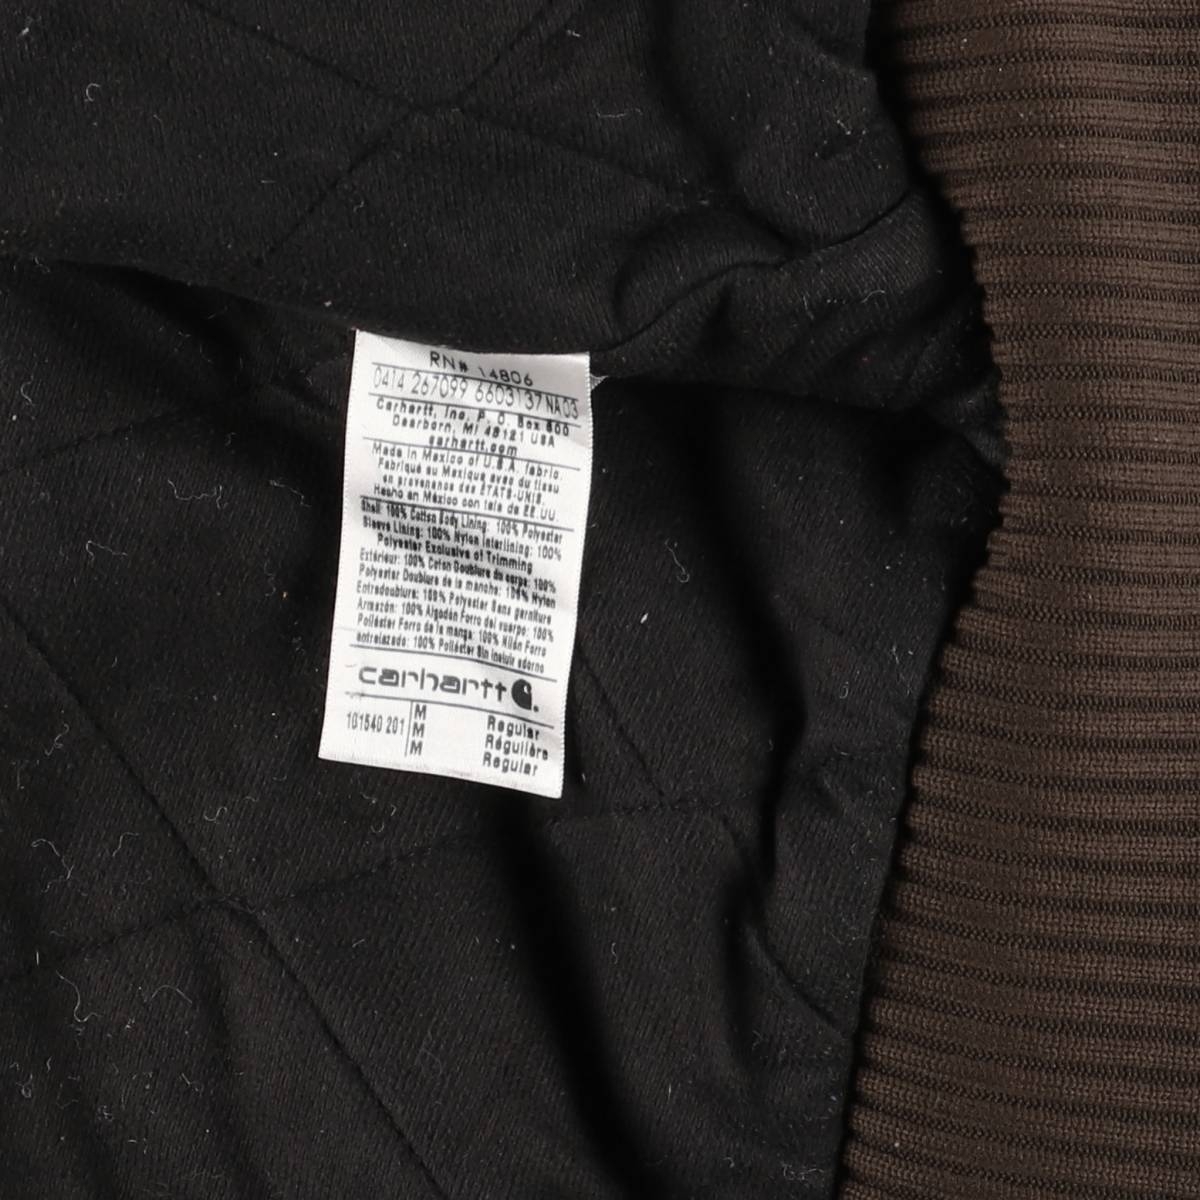 RN# 14806
0414 267099 6603137 NA03
Carhartt, Inc. P. O. Box 600
Dearborn, MI 48121 USA
carhartt.com
Made in Mexico of U.S.A. fabric.
Fabriqué au Mexique avec du tissu
en provenance des ÉTATS-UNIS.
Hecho en México con tela de EE.UU.
Shell: 100% Cotton Body Lining: 100% Polyester
Sleeve Lining: 100% Nylon Interlining: 100%
Polyester Exclusive of Trimming
Extérieur: 100% Coton Doublure du corps: 100%
Polyester Doublure de la manche: 100% Nylon
Entredoublure: 100% Polyester Sans garniture
Armazón: 100% Algodón Forro del cuerpo: 100%
Poliéster Forro de la manga: 100% Nilón Forro
entrelazado: 100% Poliéster Sin incluir adorno
carhartt
101540 201 M Regular
M Régulière
M Regular